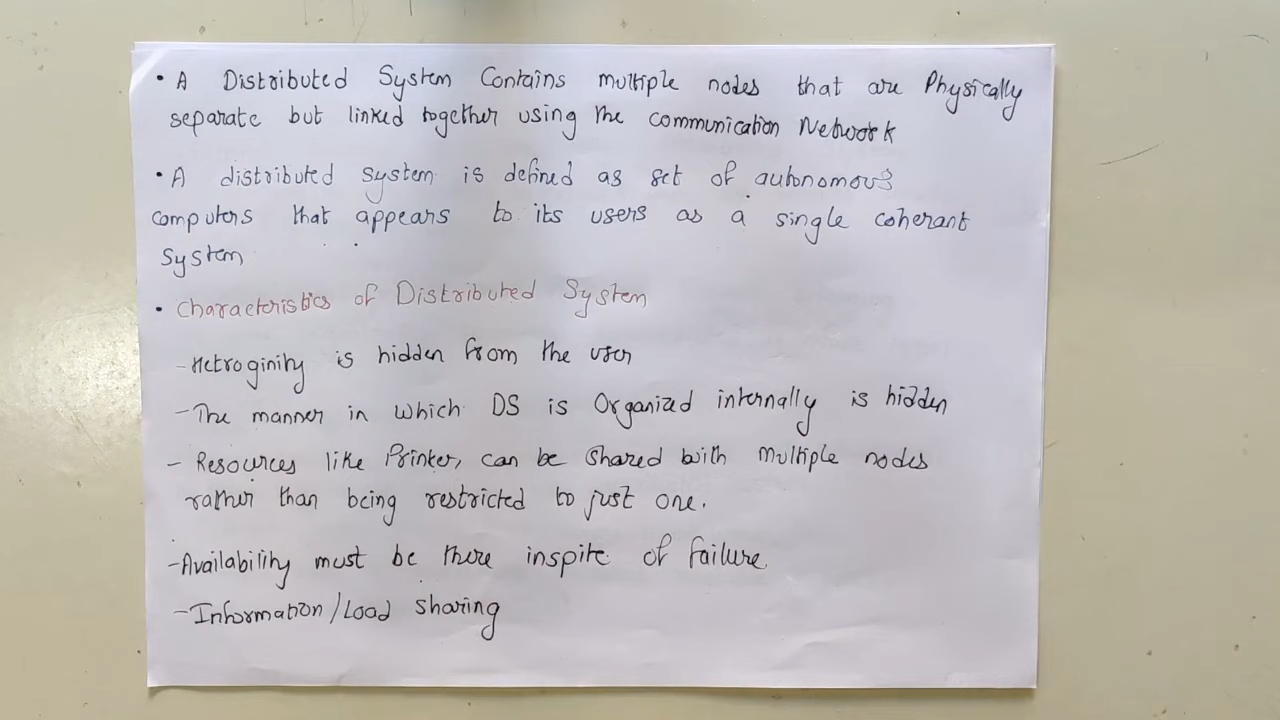 • A Distributed System Contains multiple nodes that are Physically
separate but linked together using the communication Network
• A distributed system is defined as set of autonomous
computers that appears to its users as a single coherant
System
• Characteristics of Distributed System
- Hetroginity is hidden from the user
- The manner in which DS is Organized internally is hidden
- Resources like Printer, can be shared with multiple nodes
rather than being restricted to just one.
- Availability must be there inspite of failure
- Information/Load sharing